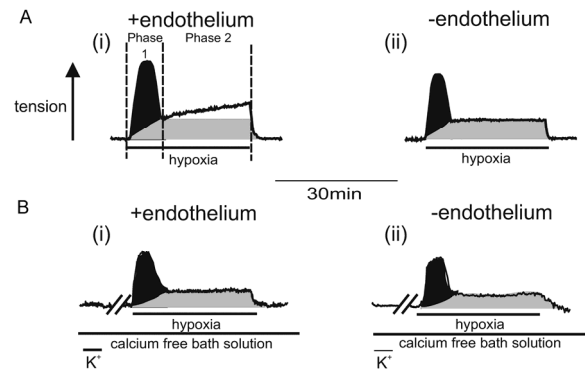 A
+endothelium
-endothelium
(i)
Phase
1
Phase 2
(ii)
tension
hypoxia
hypoxia
30min
B
+endothelium
-endothelium
(i)
(ii)
hypoxia
hypoxia
calcium free bath solution
calcium free bath solution
K⁺
K⁺